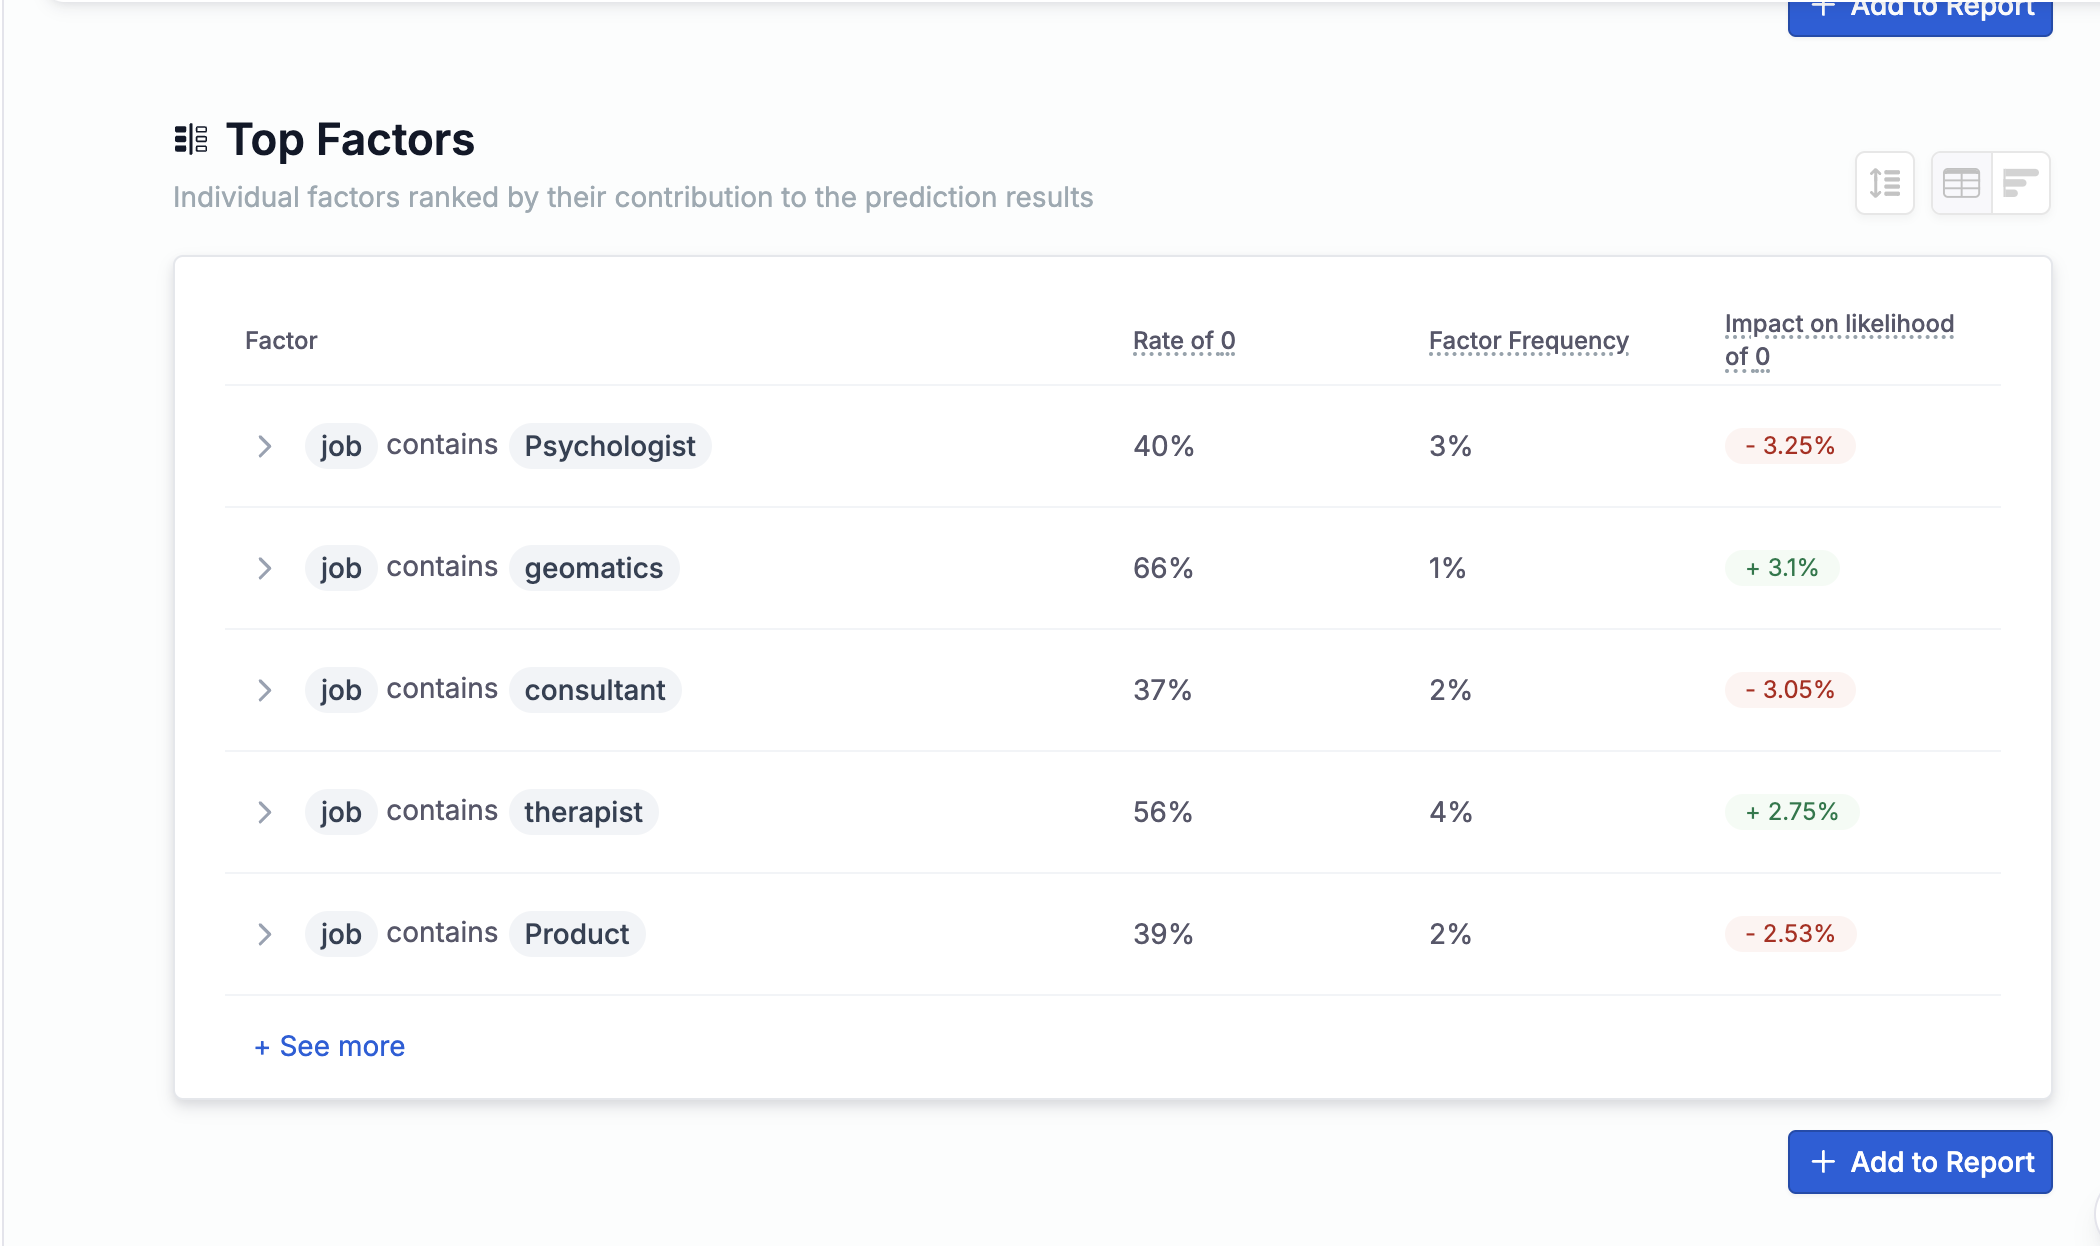 + Add to Report
Top Factors
Individual factors ranked by their contribution to the prediction results
Factor Rate of 0 Factor Frequency Impact on likelihood of 0
job contains Psychologist 40% 3% - 3.25%
job contains geomatics 66% 1% + 3.1%
job contains consultant 37% 2% - 3.05%
job contains therapist 56% 4% + 2.75%
job contains Product 39% 2% - 2.53%
+ See more
+ Add to Report